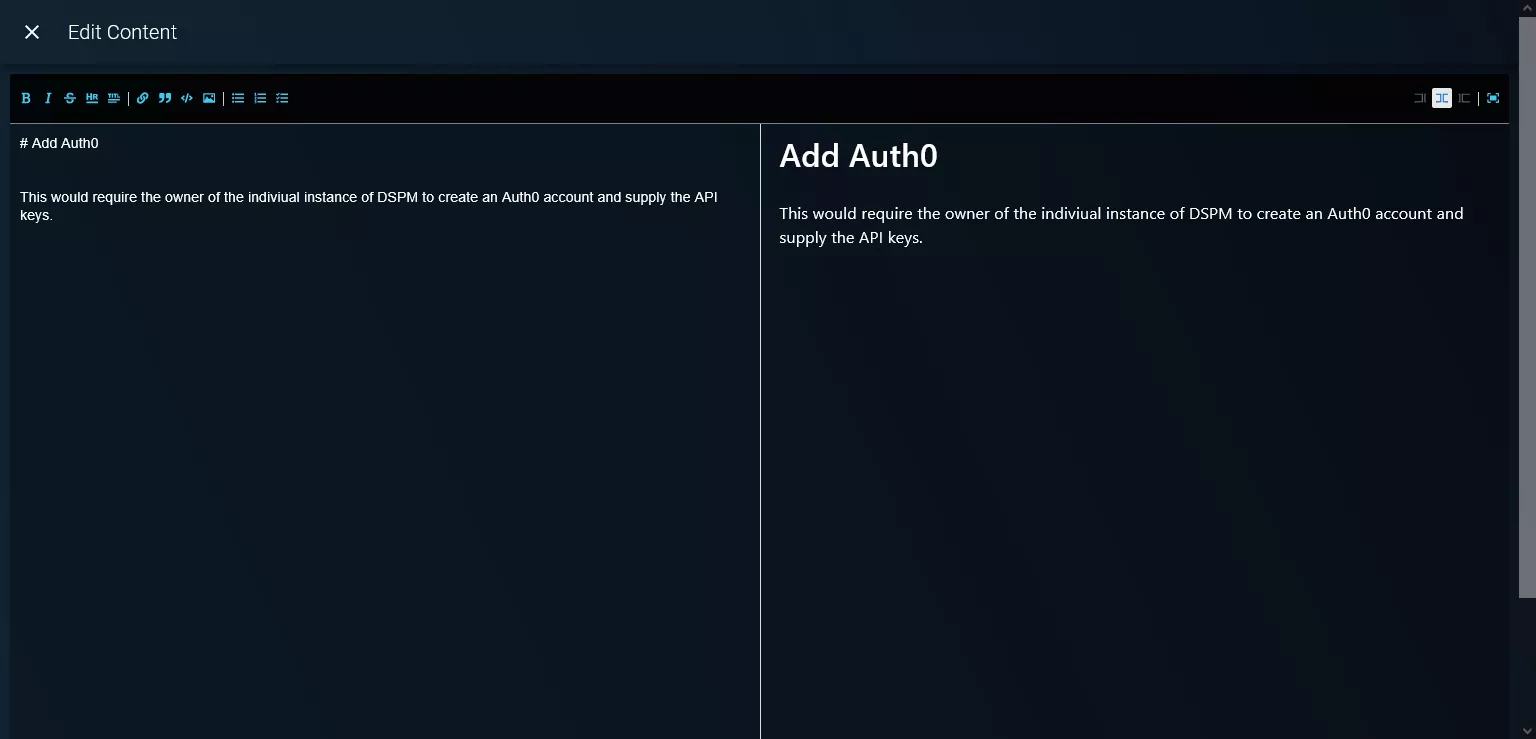 Edit Content
B I S HR TITL
# Add Auth0
This would require the owner of the indiviual instance of DSPM to create an Auth0 account and supply the API
keys.
Add Auth0
This would require the owner of the indiviual instance of DSPM to create an Auth0 account and
supply the API keys.